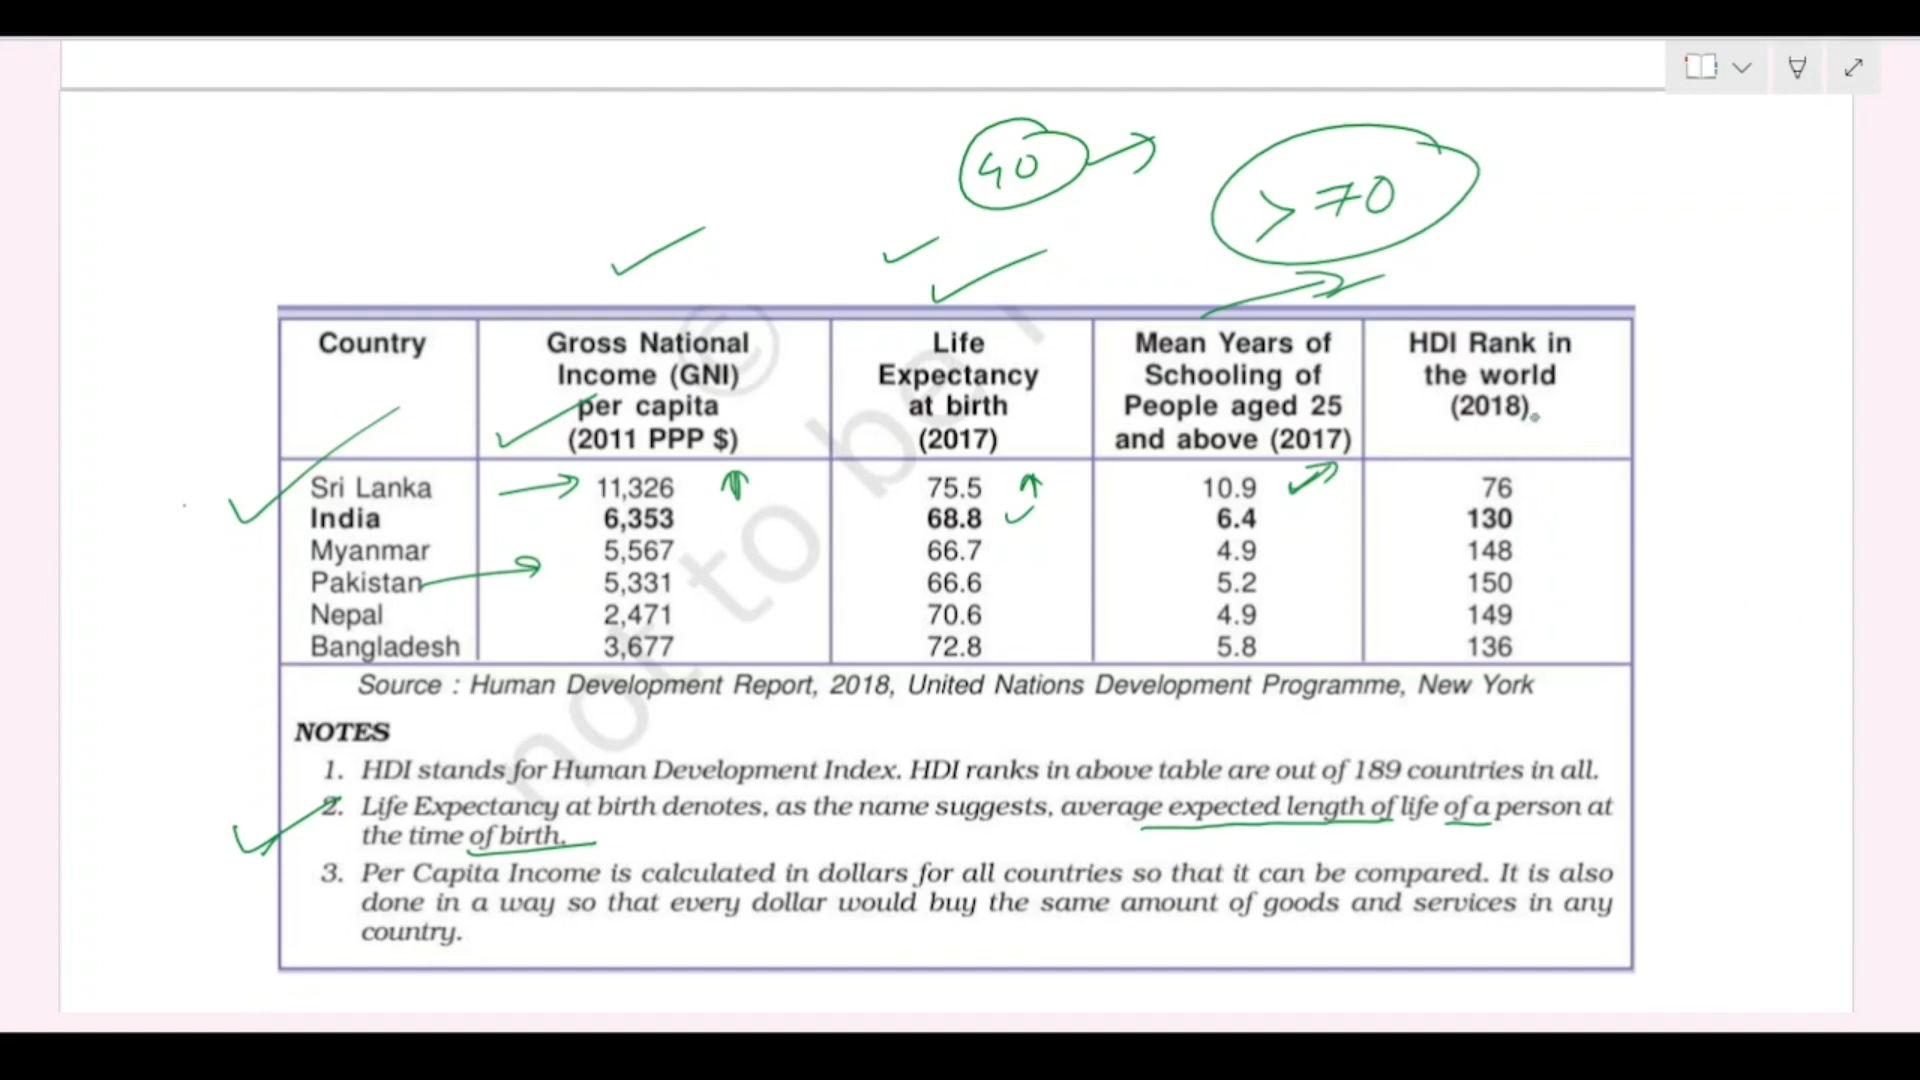 40
> 70
Country
Gross National
Income (GNI)
per capita
(2011 PPP $)
Life
Expectancy
at birth
(2017)
Mean Years of
Schooling of
People aged 25
and above (2017)
HDI Rank in
the world
(2018)
Sri Lanka 11,326 75.5 10.9 76
India 6,353 68.8 6.4 130
Myanmar 5,567 66.7 4.9 148
Pakistan 5,331 66.6 5.2 150
Nepal 2,471 70.6 4.9 149
Bangladesh 3,677 72.8 5.8 136
Source : Human Development Report, 2018, United Nations Development Programme, New York
NOTES
1. HDI stands for Human Development Index. HDI ranks in above table are out of 189 countries in all.
2. Life Expectancy at birth denotes, as the name suggests, average expected length of life of a person at
the time of birth.
3. Per Capita Income is calculated in dollars for all countries so that it can be compared. It is also
done in a way so that every dollar would buy the same amount of goods and services in any
country.
©
not to be r